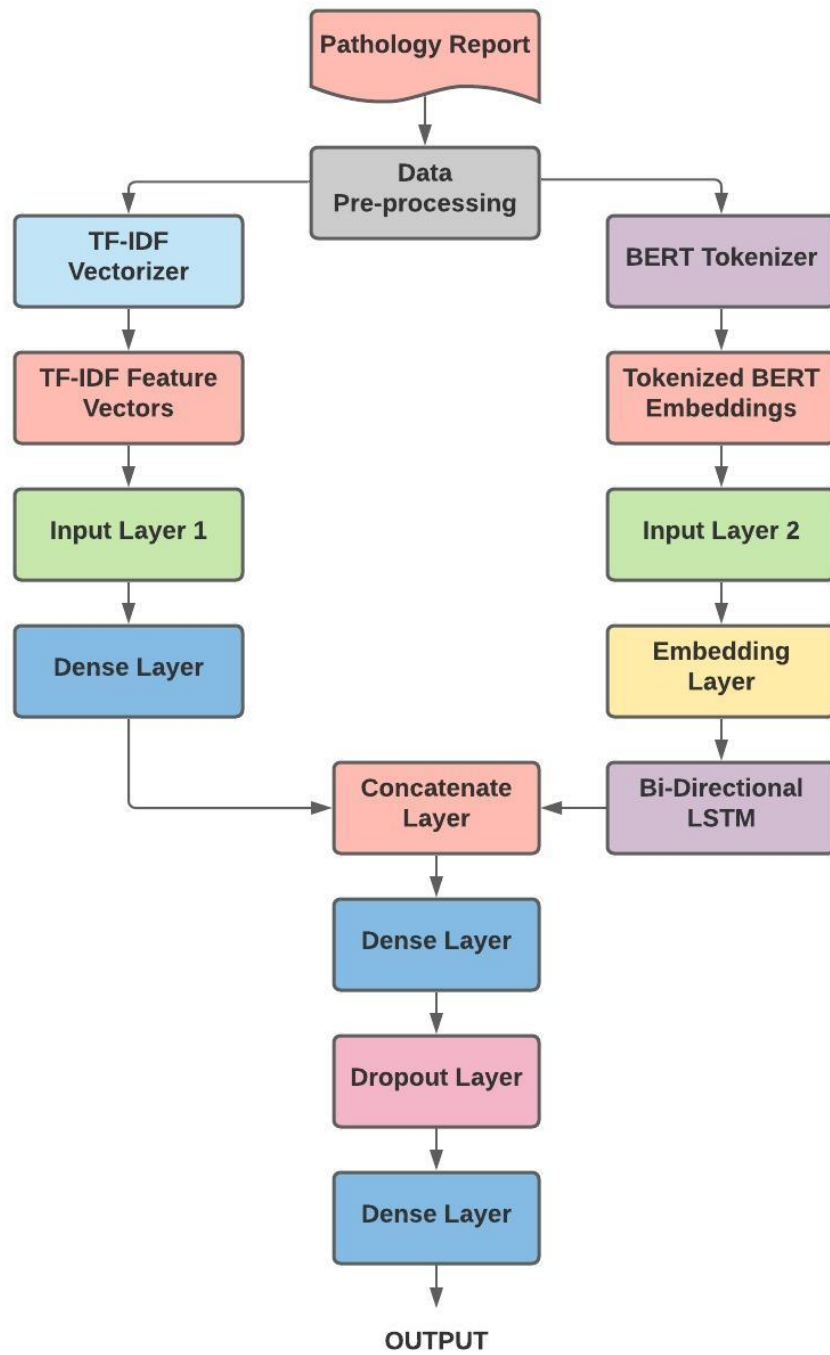 Pathology Report
Data
Pre-processing
TF-IDF
Vectorizer
BERT Tokenizer
TF-IDF Feature
Vectors
Tokenized BERT
Embeddings
Input Layer 1
Input Layer 2
Dense Layer
Embedding
Layer
Concatenate
Layer
Bi-Directional
LSTM
Dense Layer
Dropout Layer
Dense Layer
OUTPUT